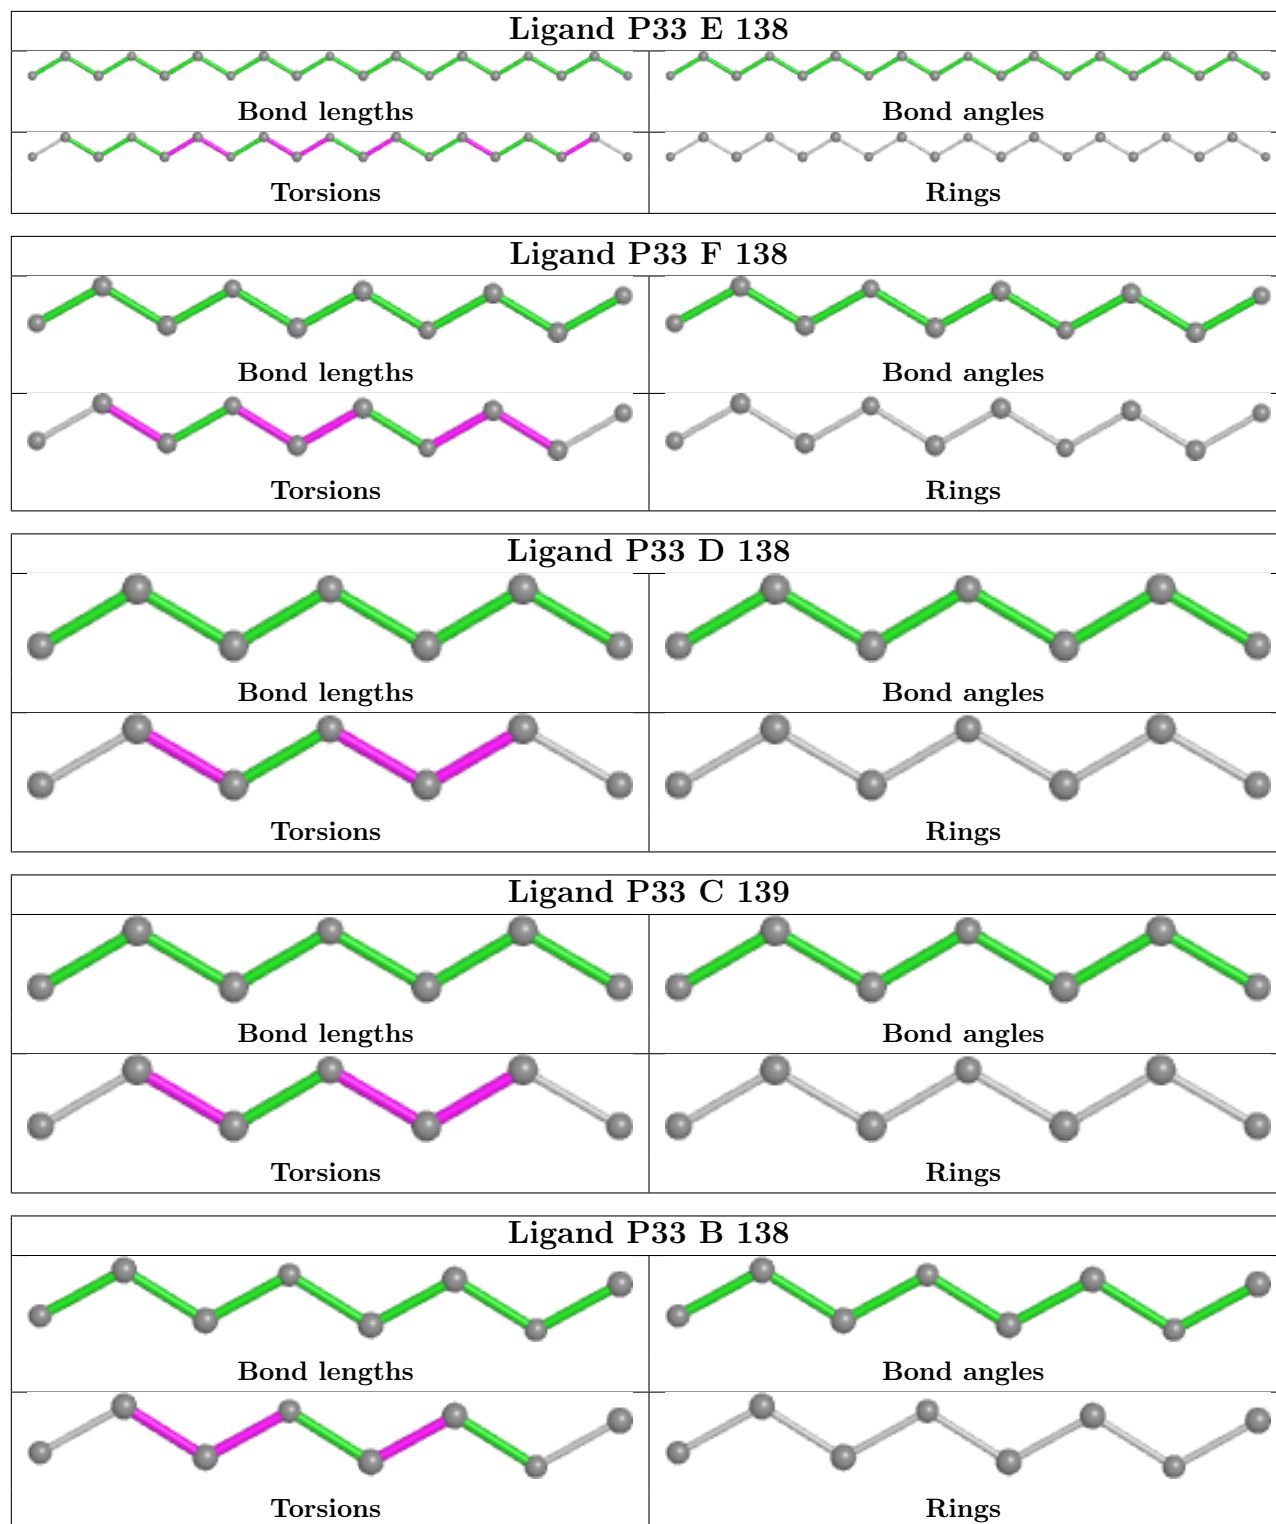 Ligand P33 E 138
Bond lengths
Bond angles
Torsions
Rings
Ligand P33 F 138
Bond lengths
Bond angles
Torsions
Rings
Ligand P33 D 138
Bond lengths
Bond angles
Torsions
Rings
Ligand P33 C 139
Bond lengths
Bond angles
Torsions
Rings
Ligand P33 B 138
Bond lengths
Bond angles
Torsions
Rings